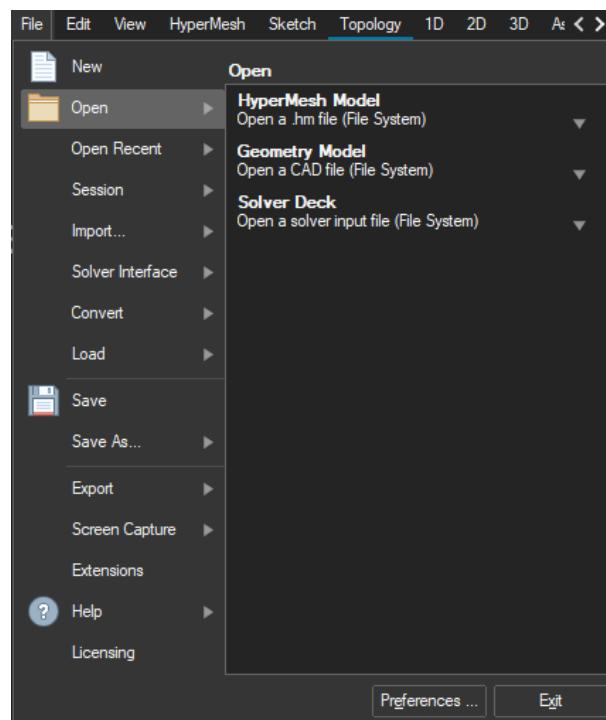 File Edit View HyperMesh Sketch Topology 1D 2D 3D
New
Open
Open Recent
Session
Import...
Solver Interface
Convert
Load
Save
Save As...
Export
Screen Capture
Extensions
Help
Licensing
Open
HyperMesh Model
Open a .hm file (File System)
Geometry Model
Open a CAD file (File System)
Solver Deck
Open a solver input file (File System)
Preferences ... Exit